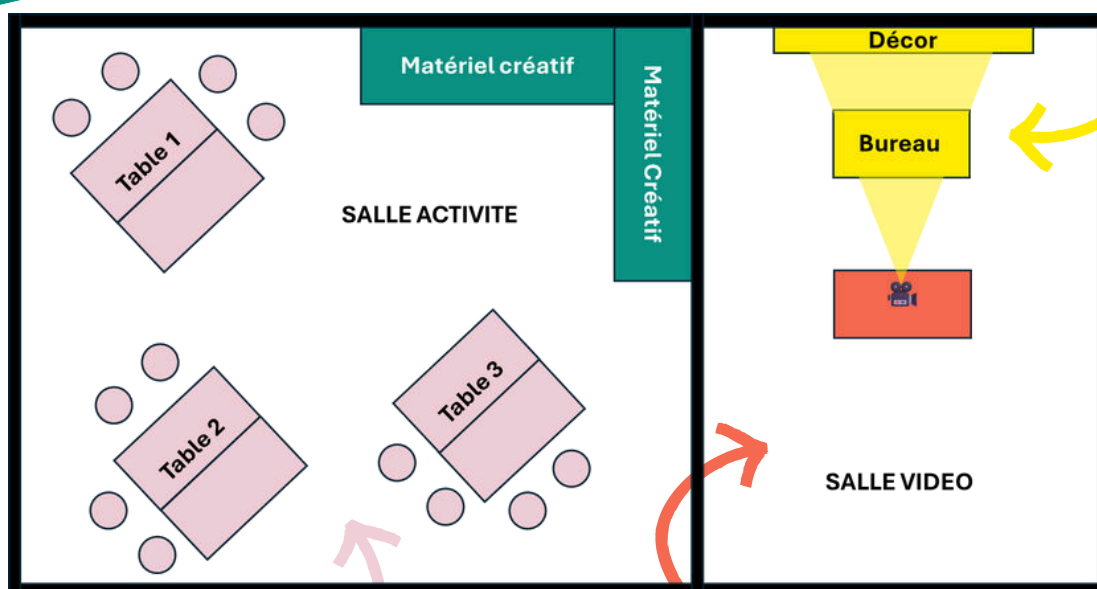 Matériel créatif
Matériel Créatif
Table 1
SALLE ACTIVITE
Table 2
Table 3
Décor
Bureau
SALLE VIDEO